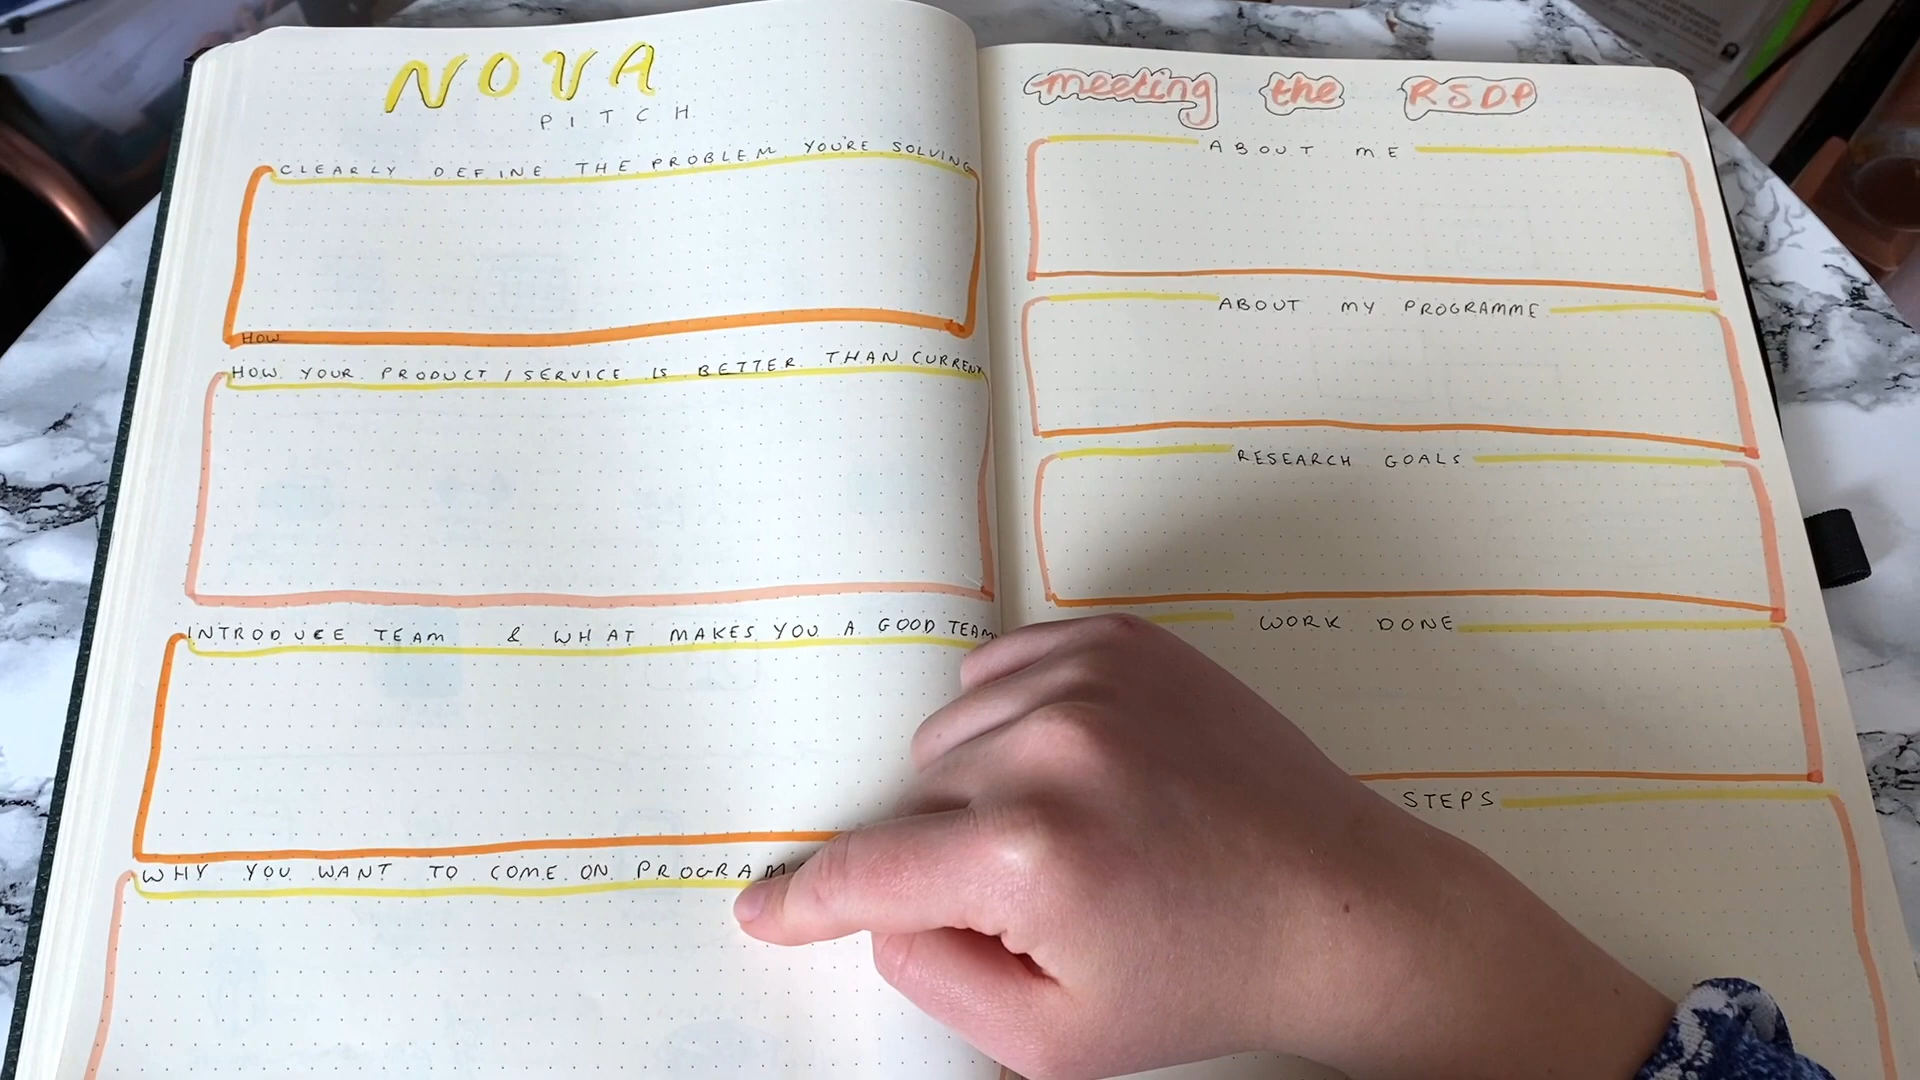 NOVA
PITCH
CLEARLY DEFINE THE PROBLEM YOU'RE SOLVING
HOW
HOW YOUR PRODUCT / SERVICE IS BETTER THAN CURRENT
INTRODUCE TEAM & WHAT MAKES YOU A GOOD TEAM
WHY YOU WANT TO COME ON
meeting the RSDP
ABOUT ME
ABOUT MY PROGRAMME
RESEARCH GOALS
WORK DONE
STEPS